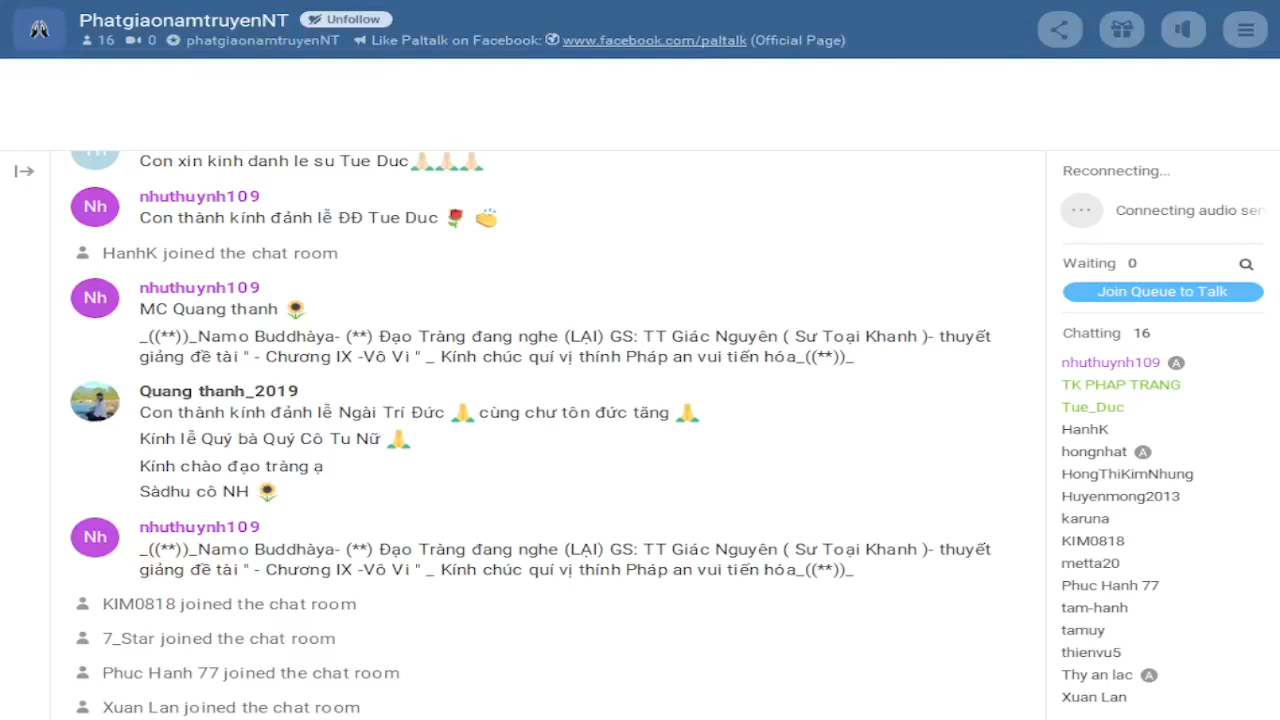 PhatgiaonamtruyenNT Unfollow
16 0 phatgiaonamtruyenNT Like Paltalk on Facebook: www.facebook.com/paltalk (Official Page)
Con xin kinh danh le su Tue Duc
Nh nhuthuynh109
Con thành kính đảnh lễ ĐĐ Tue Duc
HanhK joined the chat room
Nh nhuthuynh109
MC Quang thanh
_((**))_Namo Buddhàya- (**) Đạo Tràng đang nghe (LẠI) GS: TT Giác Nguyên ( Sư Toại Khanh )- thuyết
giảng đề tài " - Chương IX -Vô Vi " _ Kính chúc quí vị thính Pháp an vui tiến hóa_((**))_
Quang thanh_2019
Con thành kính đảnh lễ Ngài Trí Đức cùng chư tôn đức tăng
Kính lễ Quý bà Quý Cô Tu Nữ
Kính chào đạo tràng ạ
Sàdhu cô NH
Nh nhuthuynh109
_((**))_Namo Buddhàya- (**) Đạo Tràng đang nghe (LẠI) GS: TT Giác Nguyên ( Sư Toại Khanh )- thuyết
giảng đề tài " - Chương IX -Vô Vi " _ Kính chúc quí vị thính Pháp an vui tiến hóa_((**))_
KIM0818 joined the chat room
7_Star joined the chat room
Phuc Hanh 77 joined the chat room
Xuan Lan joined the chat room
Reconnecting...
Connecting audio ser
Waiting 0
Join Queue to Talk
Chatting 16
nhuthuynh109 A
TK PHAP TRANG
Tue_Duc
HanhK
hongnhat A
HongThiKimNhung
Huyenmong2013
karuna
KIM0818
metta20
Phuc Hanh 77
tam-hanh
tamuy
thienvu5
Thy an lac A
Xuan Lan